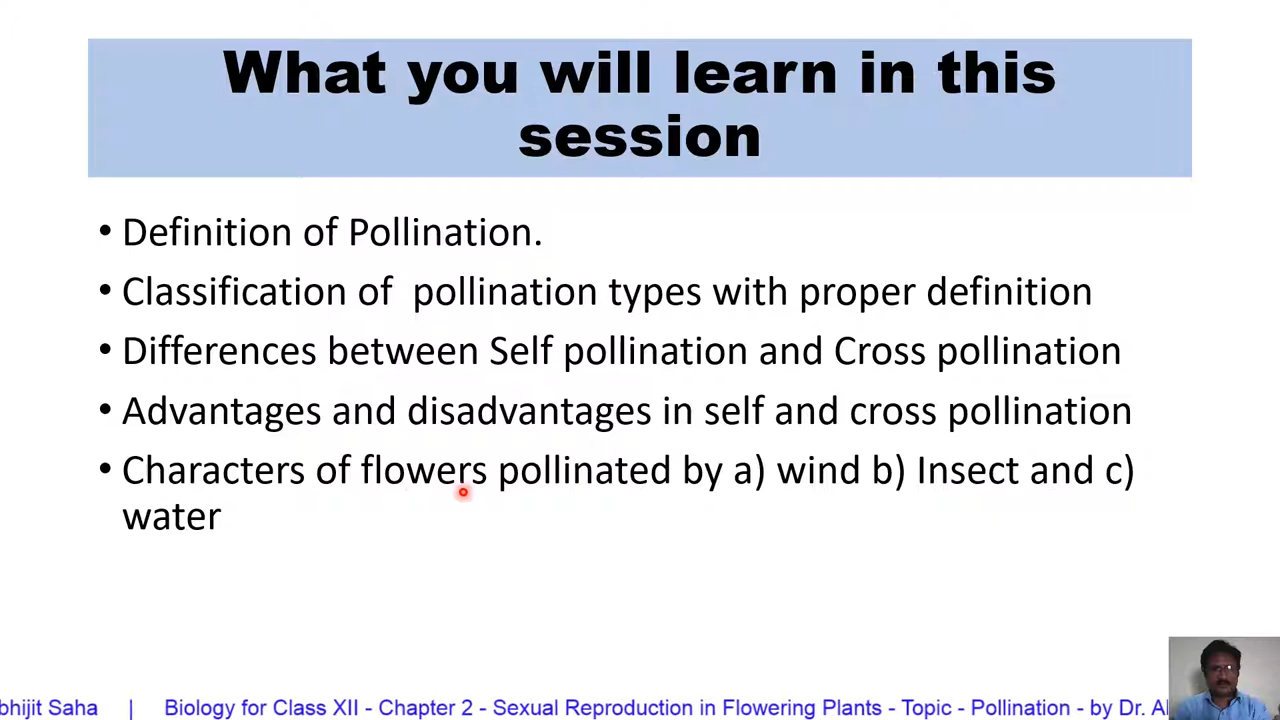 What you will learn in this
session
• Definition of Pollination.
• Classification of  pollination types with proper definition
• Differences between Self pollination and Cross pollination
• Advantages and disadvantages in self and cross pollination
• Characters of flowers pollinated by a) wind b) Insect and c)
water
bhijit Saha | Biology for Class XII - Chapter 2 - Sexual Reproduction in Flowering Plants - Topic - Pollination - by Dr. A